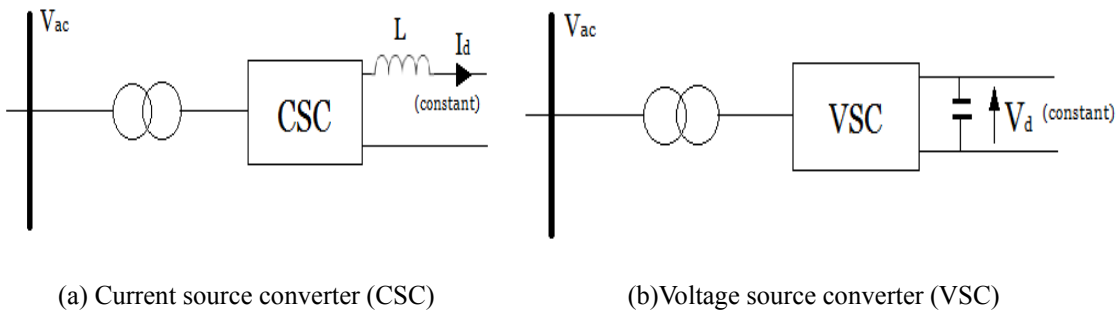 Vac
L
Id
(constant)
CSC
(a) Current source converter (CSC)
Vac
VSC
Vd (constant)
(b)Voltage source converter (VSC)